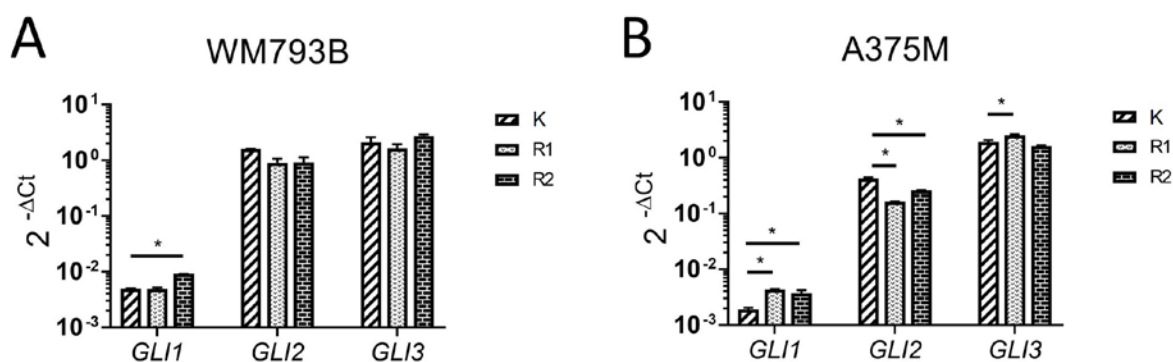 A
WM793B
2 -ΔCt
10¹
10⁰
10⁻¹
10⁻²
10⁻³
*
GLI1
GLI2
GLI3
K
R1
R2
B
A375M
2 -ΔCt
10¹
10⁰
10⁻¹
10⁻²
10⁻³
*
*
*
*
*
GLI1
GLI2
GLI3
K
R1
R2